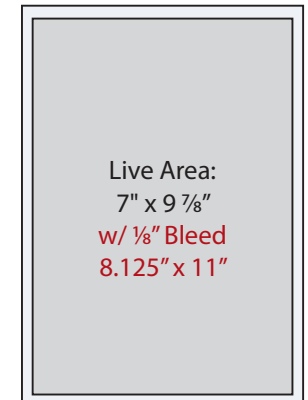 Live Area:
7" x 9 ⅞”
w/ ⅛” Bleed
8.125” x 11”